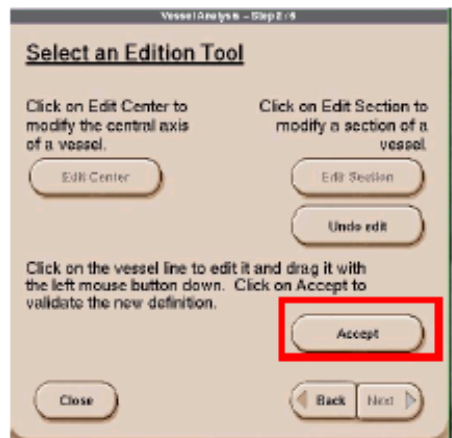 Vessel Analysis - Step 2 / 6
Select an Edition Tool
Click on Edit Center to
modify the central axis
of a vessel.
Click on Edit Section to
modify a section of a
vessel.
Edit Center
Edit Section
Undo edit
Click on the vessel line to edit it and drag it with
the left mouse button down. Click on Accept to
validate the new definition.
Accept
Close
Back
Next